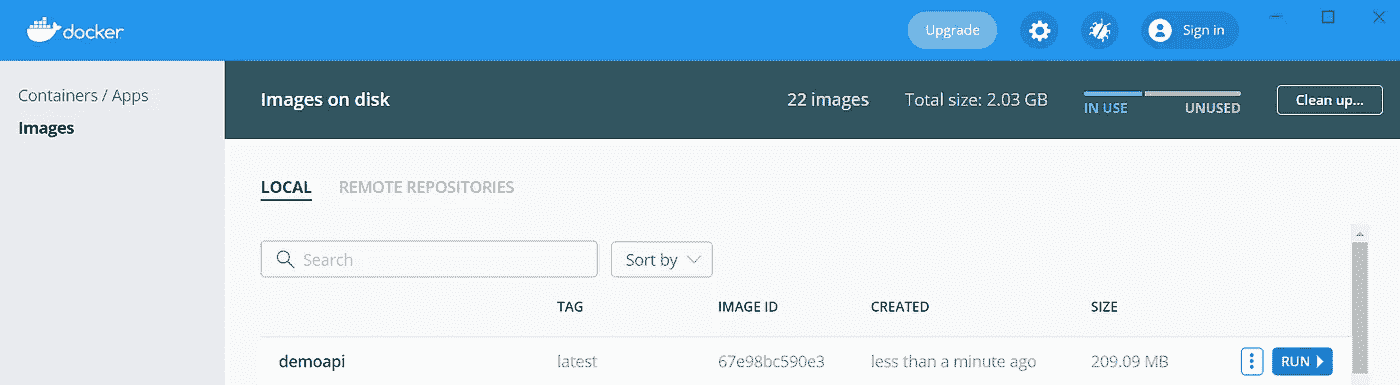 docker Upgrade Sign in
Containers / Apps
Images
Images on disk 22 images Total size: 2.03 GB IN USE UNUSED Clean up...
LOCAL REMOTE REPOSITORIES
Search Sort by
TAG IMAGE ID CREATED SIZE
demoapi latest 67e98bc590e3 less than a minute ago 209.09 MB RUN